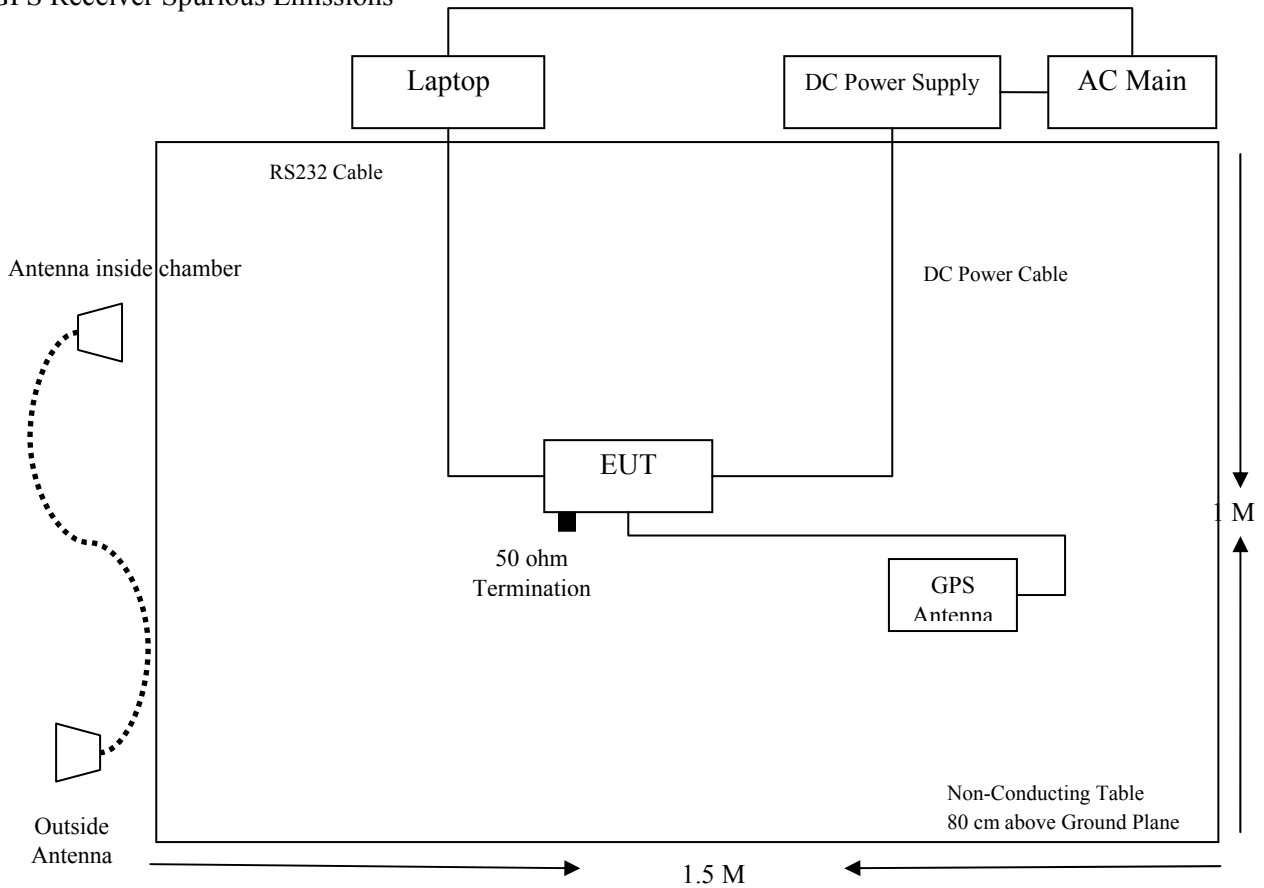 GPS Receiver Spurious Emissions
Laptop
DC Power Supply
AC Main
RS232 Cable
Antenna inside chamber
DC Power Cable
EUT
1 M
50 ohm
Termination
GPS
Antenna
Non-Conducting Table
80 cm above Ground Plane
Outside
Antenna
1.5 M